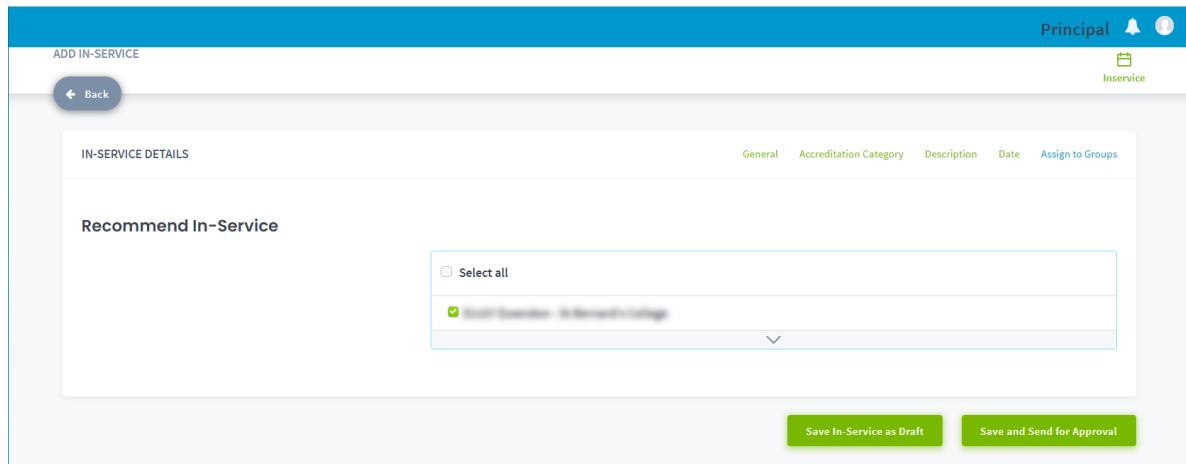 Principal
ADD IN-SERVICE
Inservice
Back
IN-SERVICE DETAILS
General Accreditation Category Description Date Assign to Groups
Recommend In-Service
Select all
Save In-Service as Draft Save and Send for Approval